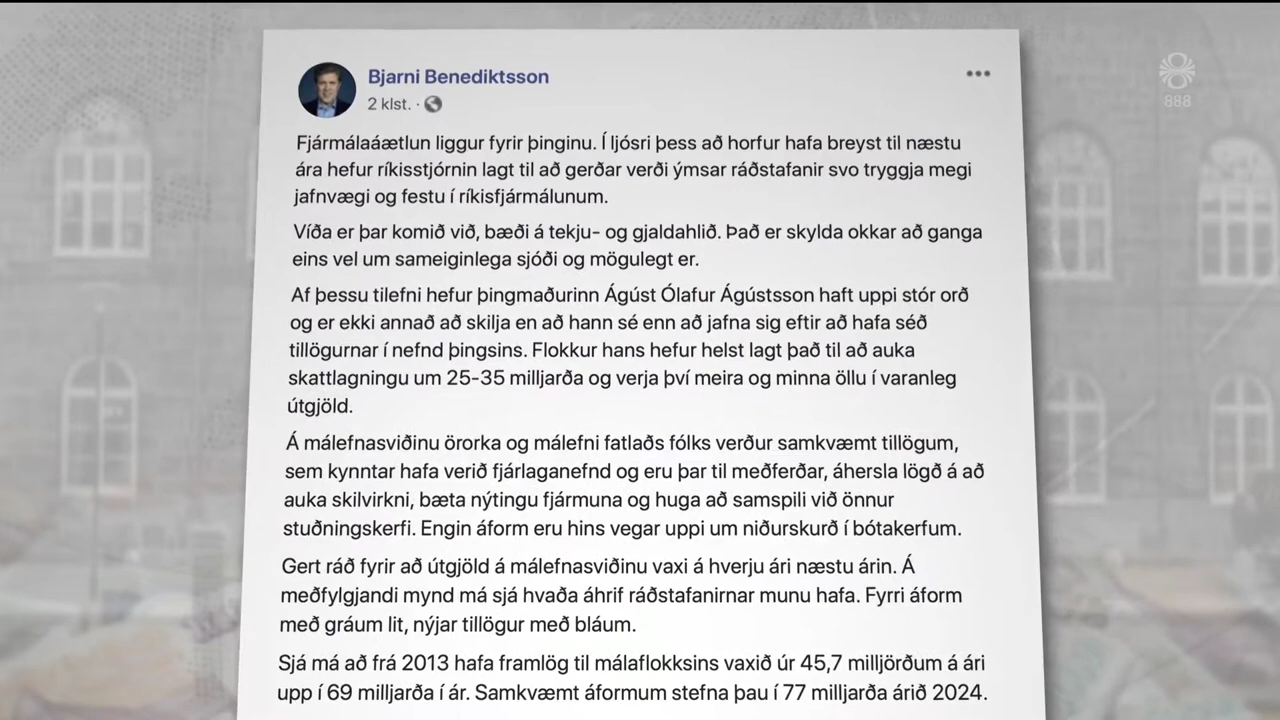 Bjarni Benediktsson
2 klst. ·
888
Fjármálaáætlun liggur fyrir þinginu. Í ljósri þess að horfur hafa breyst til næstu
ára hefur ríkisstjórnin lagt til að gerðar verði ýmsar ráðstafanir svo tryggja megi
jafnvægi og festu í ríkisfjármálunum.
Víða er þar komið við, bæði á tekju- og gjaldahlið. Það er skylda okkar að ganga
eins vel um sameiginlega sjóði og mögulegt er.
Af þessu tilefni hefur þingmaðurinn Ágúst Ólafur Ágústsson haft uppi stór orð
og er ekki annað að skilja en að hann sé enn að jafna sig eftir að hafa séð
tillögurnar í nefnd þingsins. Flokkur hans hefur helst lagt það til að auka
skattlagningu um 25-35 milljarða og verja því meira og minna öllu í varanleg
útgjöld.
Á málefnasviðinu örorka og málefni fatlaðs fólks verður samkvæmt tillögum,
sem kynntar hafa verið fjárlaganefnd og eru þar til meðferðar, áhersla lögð á að
auka skilvirkni, bæta nýtingu fjármuna og huga að samspili við önnur
stuðningskerfi. Engin áform eru hins vegar uppi um niðurskurð í bótakerfum.
Gert ráð fyrir að útgjöld á málefnasviðinu vaxi á hverju ári næstu árin. Á
meðfylgjandi mynd má sjá hvaða áhrif ráðstafanirnar munu hafa. Fyrri áform
með gráum lit, nýjar tillögur með bláum.
Sjá má að frá 2013 hafa framlög til málaflokksins vaxið úr 45,7 milljörðum á ári
upp í 69 milljarða í ár. Samkvæmt áformum stefna þau í 77 milljarða árið 2024.